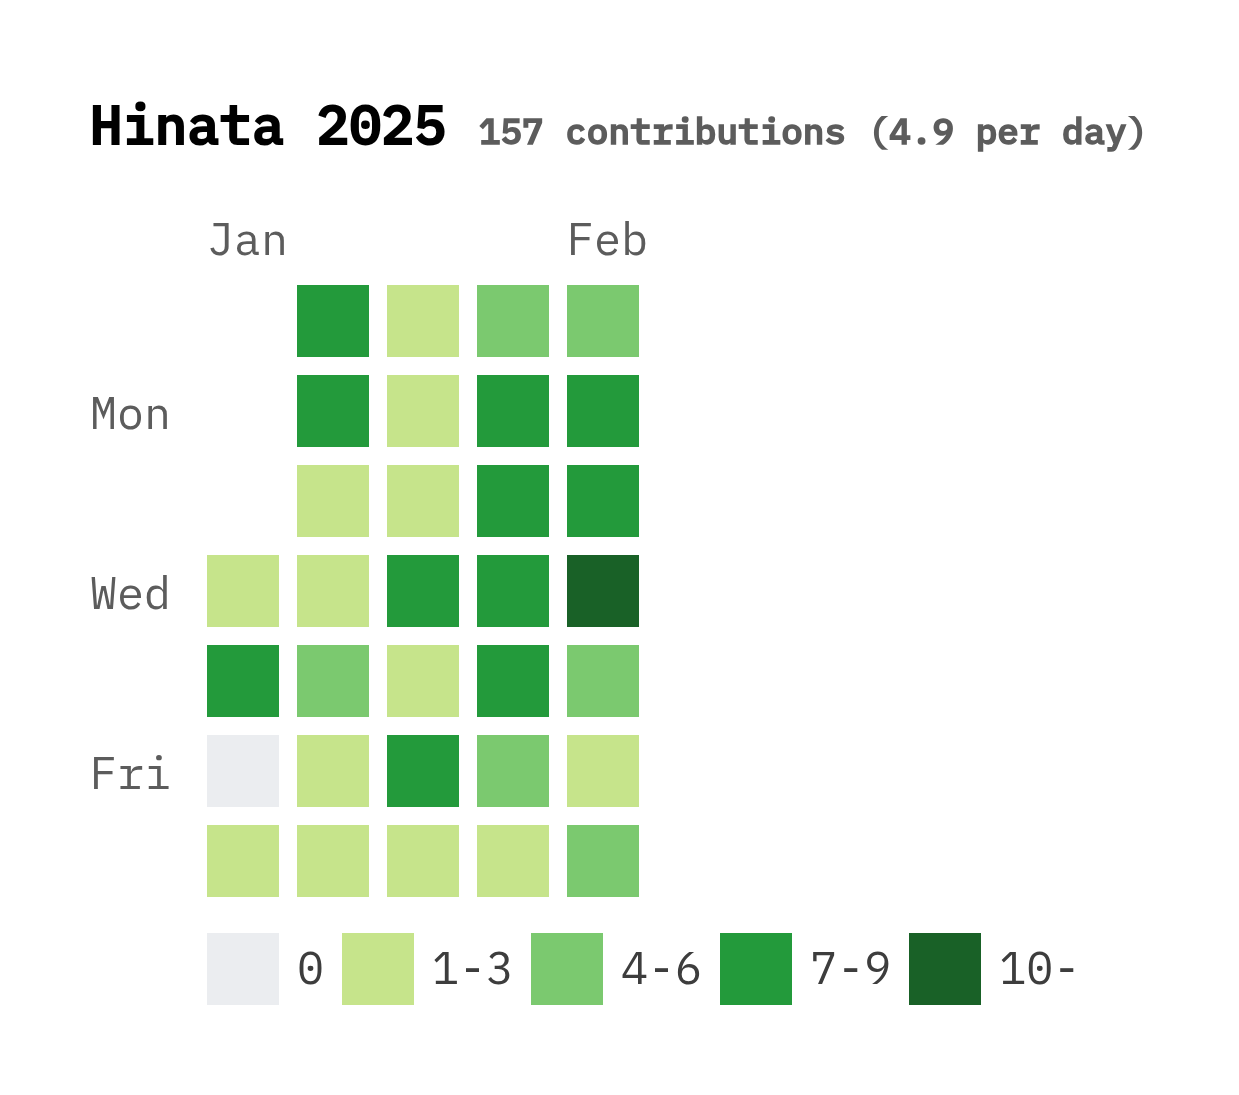 Hinata 2025 157 contributions (4.9 per day)
Jan Feb
Mon
Wed
Fri
0 1-3 4-6 7-9 10-